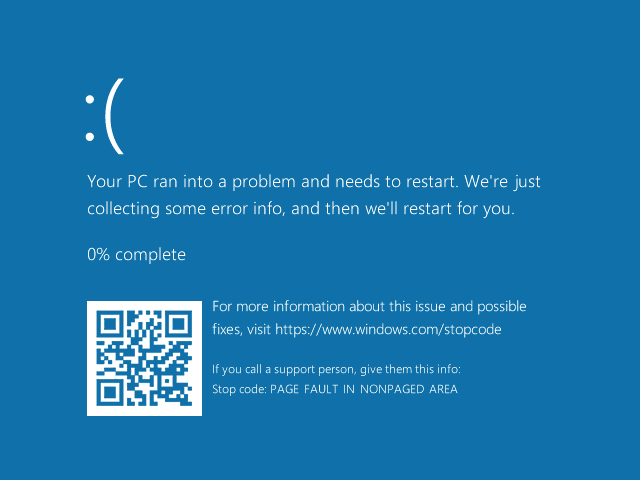 :(
Your PC ran into a problem and needs to restart. We're just
collecting some error info, and then we'll restart for you.
0% complete
For more information about this issue and possible
fixes, visit https://www.windows.com/stopcode
If you call a support person, give them this info:
Stop code: PAGE FAULT IN NONPAGED AREA